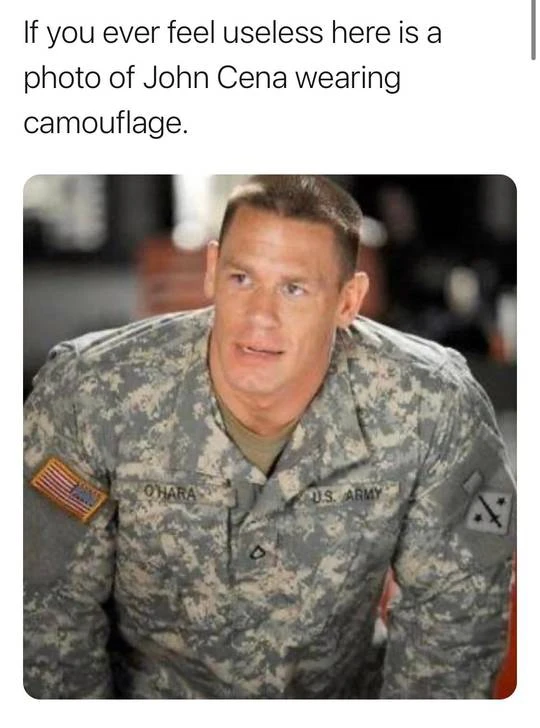 If you ever feel useless here is a
photo of John Cena wearing
camouflage.
O'HARA
U.S. ARMY